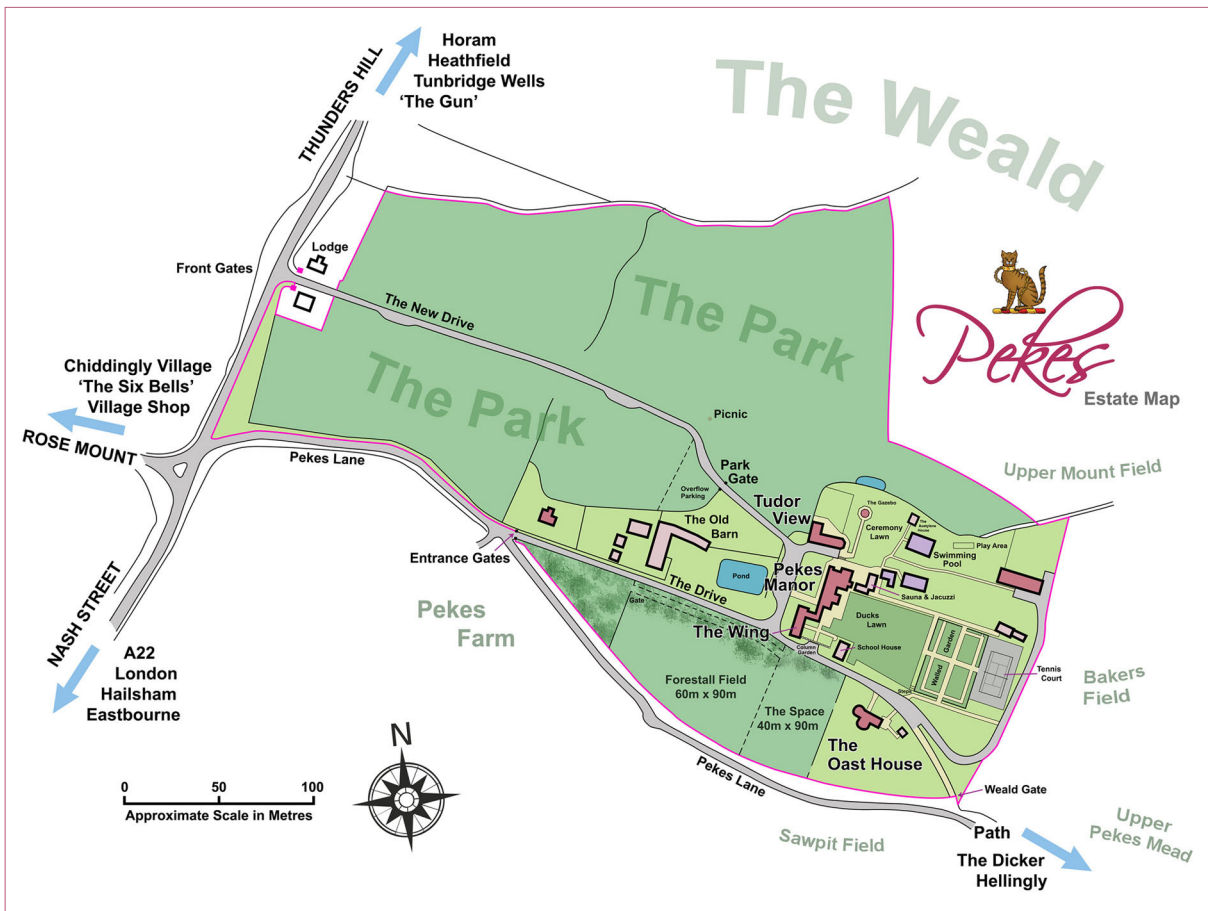 Horam
Heathfield
Tunbridge Wells
'The Gun'
THUNDERS HILL
The Weald
Lodge
Front Gates
The New Drive
The Park
The Park
Pekes
Estate Map
Chiddingly Village
'The Six Bells'
Village Shop
ROSE MOUNT
Pekes Lane
Picnic
Upper Mount Field
Park
Gate
Overflow
Parking
Tudor
View
The Gazebo
Ceremony
Lawn
The
Acetylene
House
Play Area
Swimming
Pool
The Old
Barn
Entrance Gates
The Drive
Pond
Pekes
Manor
Sauna & Jacuzzi
NASH STREET
Pekes
Farm
Gate
The Wing
Ducks
Lawn
School House
Column
Garden
Walled
Garden
Tennis
Court
Bakers
Field
Steps
A22
London
Hailsham
Eastbourne
Forestall Field
60m x 90m
The Space
40m x 90m
The
Oast House
N
0 50 100
Approximate Scale in Metres
Pekes Lane
Weald Gate
Sawpit Field
Path
Upper
Pekes Mead
The Dicker
Hellingly